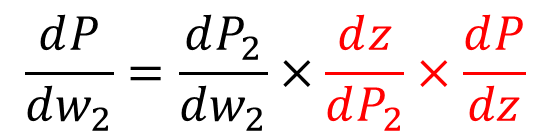 dP/dw₂ = dP₂/dw₂ × dz/dP₂ × dP/dz